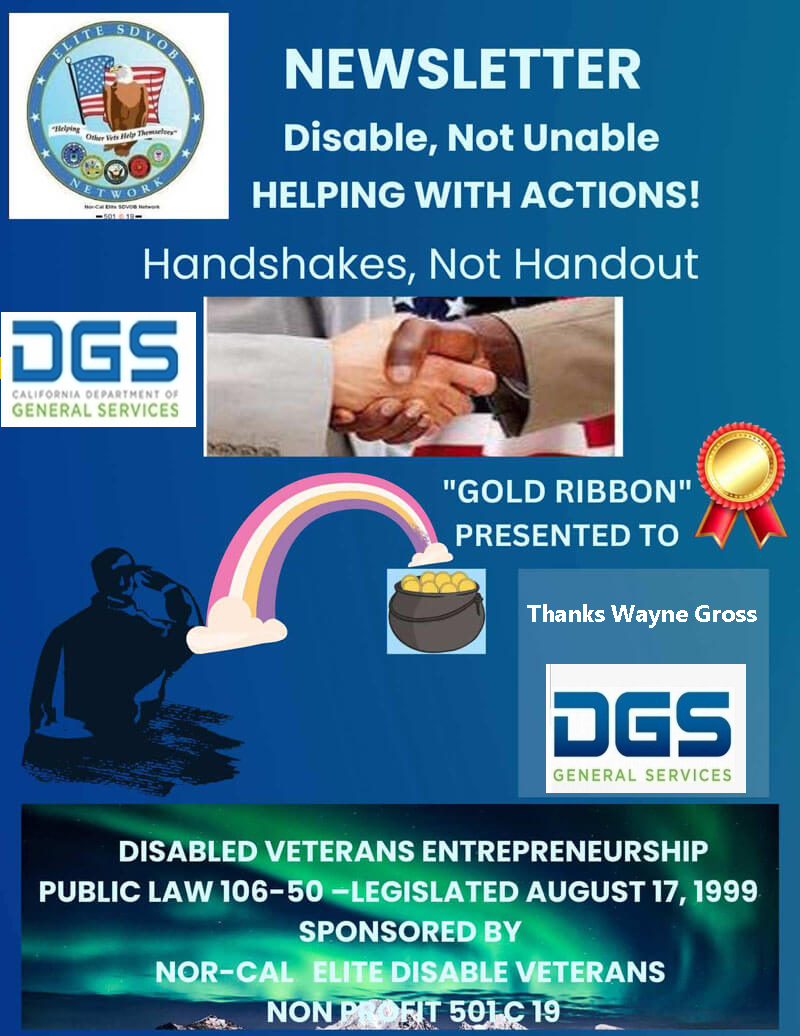 ELITE SDVOB
NETWORK
"Helping Other Vets Help Themselves"
Nor-Cal Elite SDVOB Network
501 C 19
NEWSLETTER
Disable, Not Unable
HELPING WITH ACTIONS!
Handshakes, Not Handout
DGS
CALIFORNIA DEPARTMENT OF
GENERAL SERVICES
"GOLD RIBBON"
PRESENTED TO
Thanks Wayne Gross
DGS
GENERAL SERVICES
DISABLED VETERANS ENTREPRENEURSHIP
PUBLIC LAW 106-50 –LEGISLATED AUGUST 17, 1999
SPONSORED BY
NOR-CAL ELITE DISABLE VETERANS
NON PROFIT 501 C 19